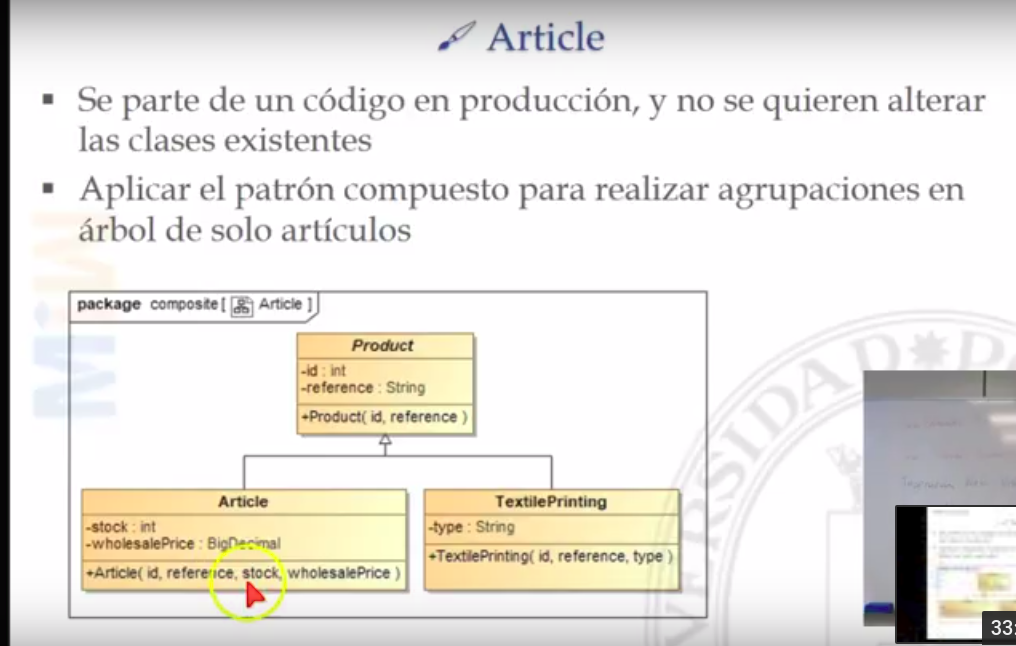 Article
▪ Se parte de un código en producción, y no se quieren alterar
las clases existentes
▪ Aplicar el patrón compuesto para realizar agrupaciones en
árbol de solo artículos
package composite[ Article ]
Product
-id : int
-reference : String
+Product( id, reference )
Article
-stock : int
-wholesalePrice : BigDecimal
+Article( id, reference, stock, wholesalePrice )
TextilePrinting
-type : String
+TextilePrinting( id, reference, type )
MiW
VERSIDAD
33: